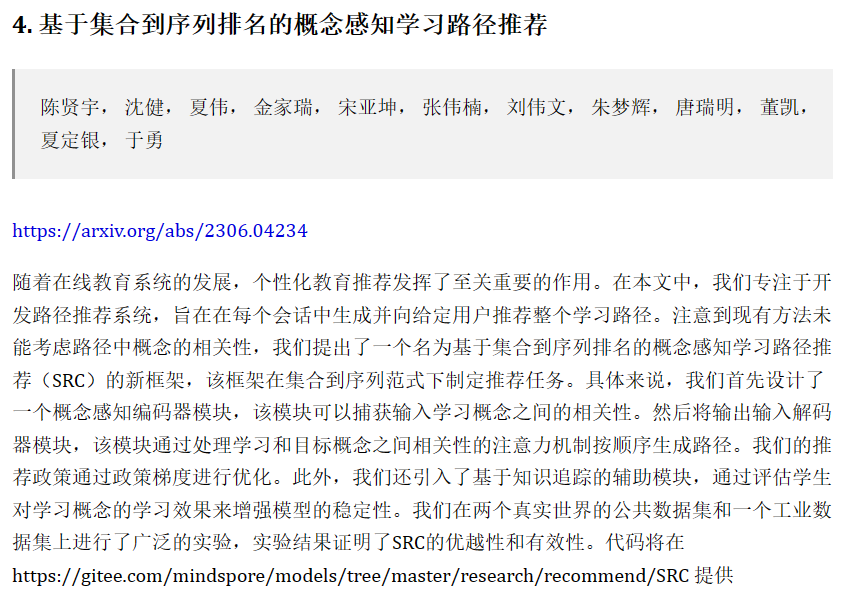 4. 基于集合到序列排名的概念感知学习路径推荐
陈贤宇， 沈健， 夏伟， 金家瑞， 宋亚坤， 张伟楠， 刘伟文， 朱梦辉， 唐瑞明， 董凯，
夏定银， 于勇
https://arxiv.org/abs/2306.04234
随着在线教育系统的发展，个性化教育推荐发挥了至关重要的作用。在本文中，我们专注于开
发路径推荐系统，旨在在每个会话中生成并向给定用户推荐整个学习路径。注意到现有方法未
能考虑路径中概念的相关性，我们提出了一个名为基于集合到序列排名的概念感知学习路径推
荐（SRC）的新框架，该框架在集合到序列范式下制定推荐任务。具体来说，我们首先设计了
一个概念感知编码器模块，该模块可以捕获输入学习概念之间的相关性。然后将输出输入解码
器模块，该模块通过处理学习和目标概念之间相关性的注意力机制按顺序生成路径。我们的推
荐政策通过政策梯度进行优化。此外，我们还引入了基于知识追踪的辅助模块，通过评估学生
对学习概念的学习效果来增强模型的稳定性。我们在两个真实世界的公共数据集和一个工业数
据集上进行了广泛的实验，实验结果证明了SRC的优越性和有效性。代码将在
https://gitee.com/mindspore/models/tree/master/research/recommend/SRC 提供